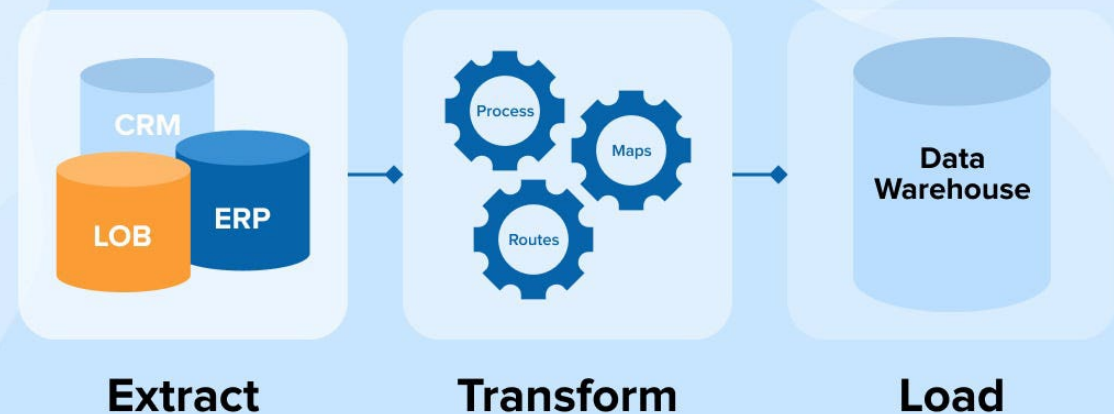 CRM
LOB
ERP
Extract
Process
Maps
Routes
Transform
Data
Warehouse
Load